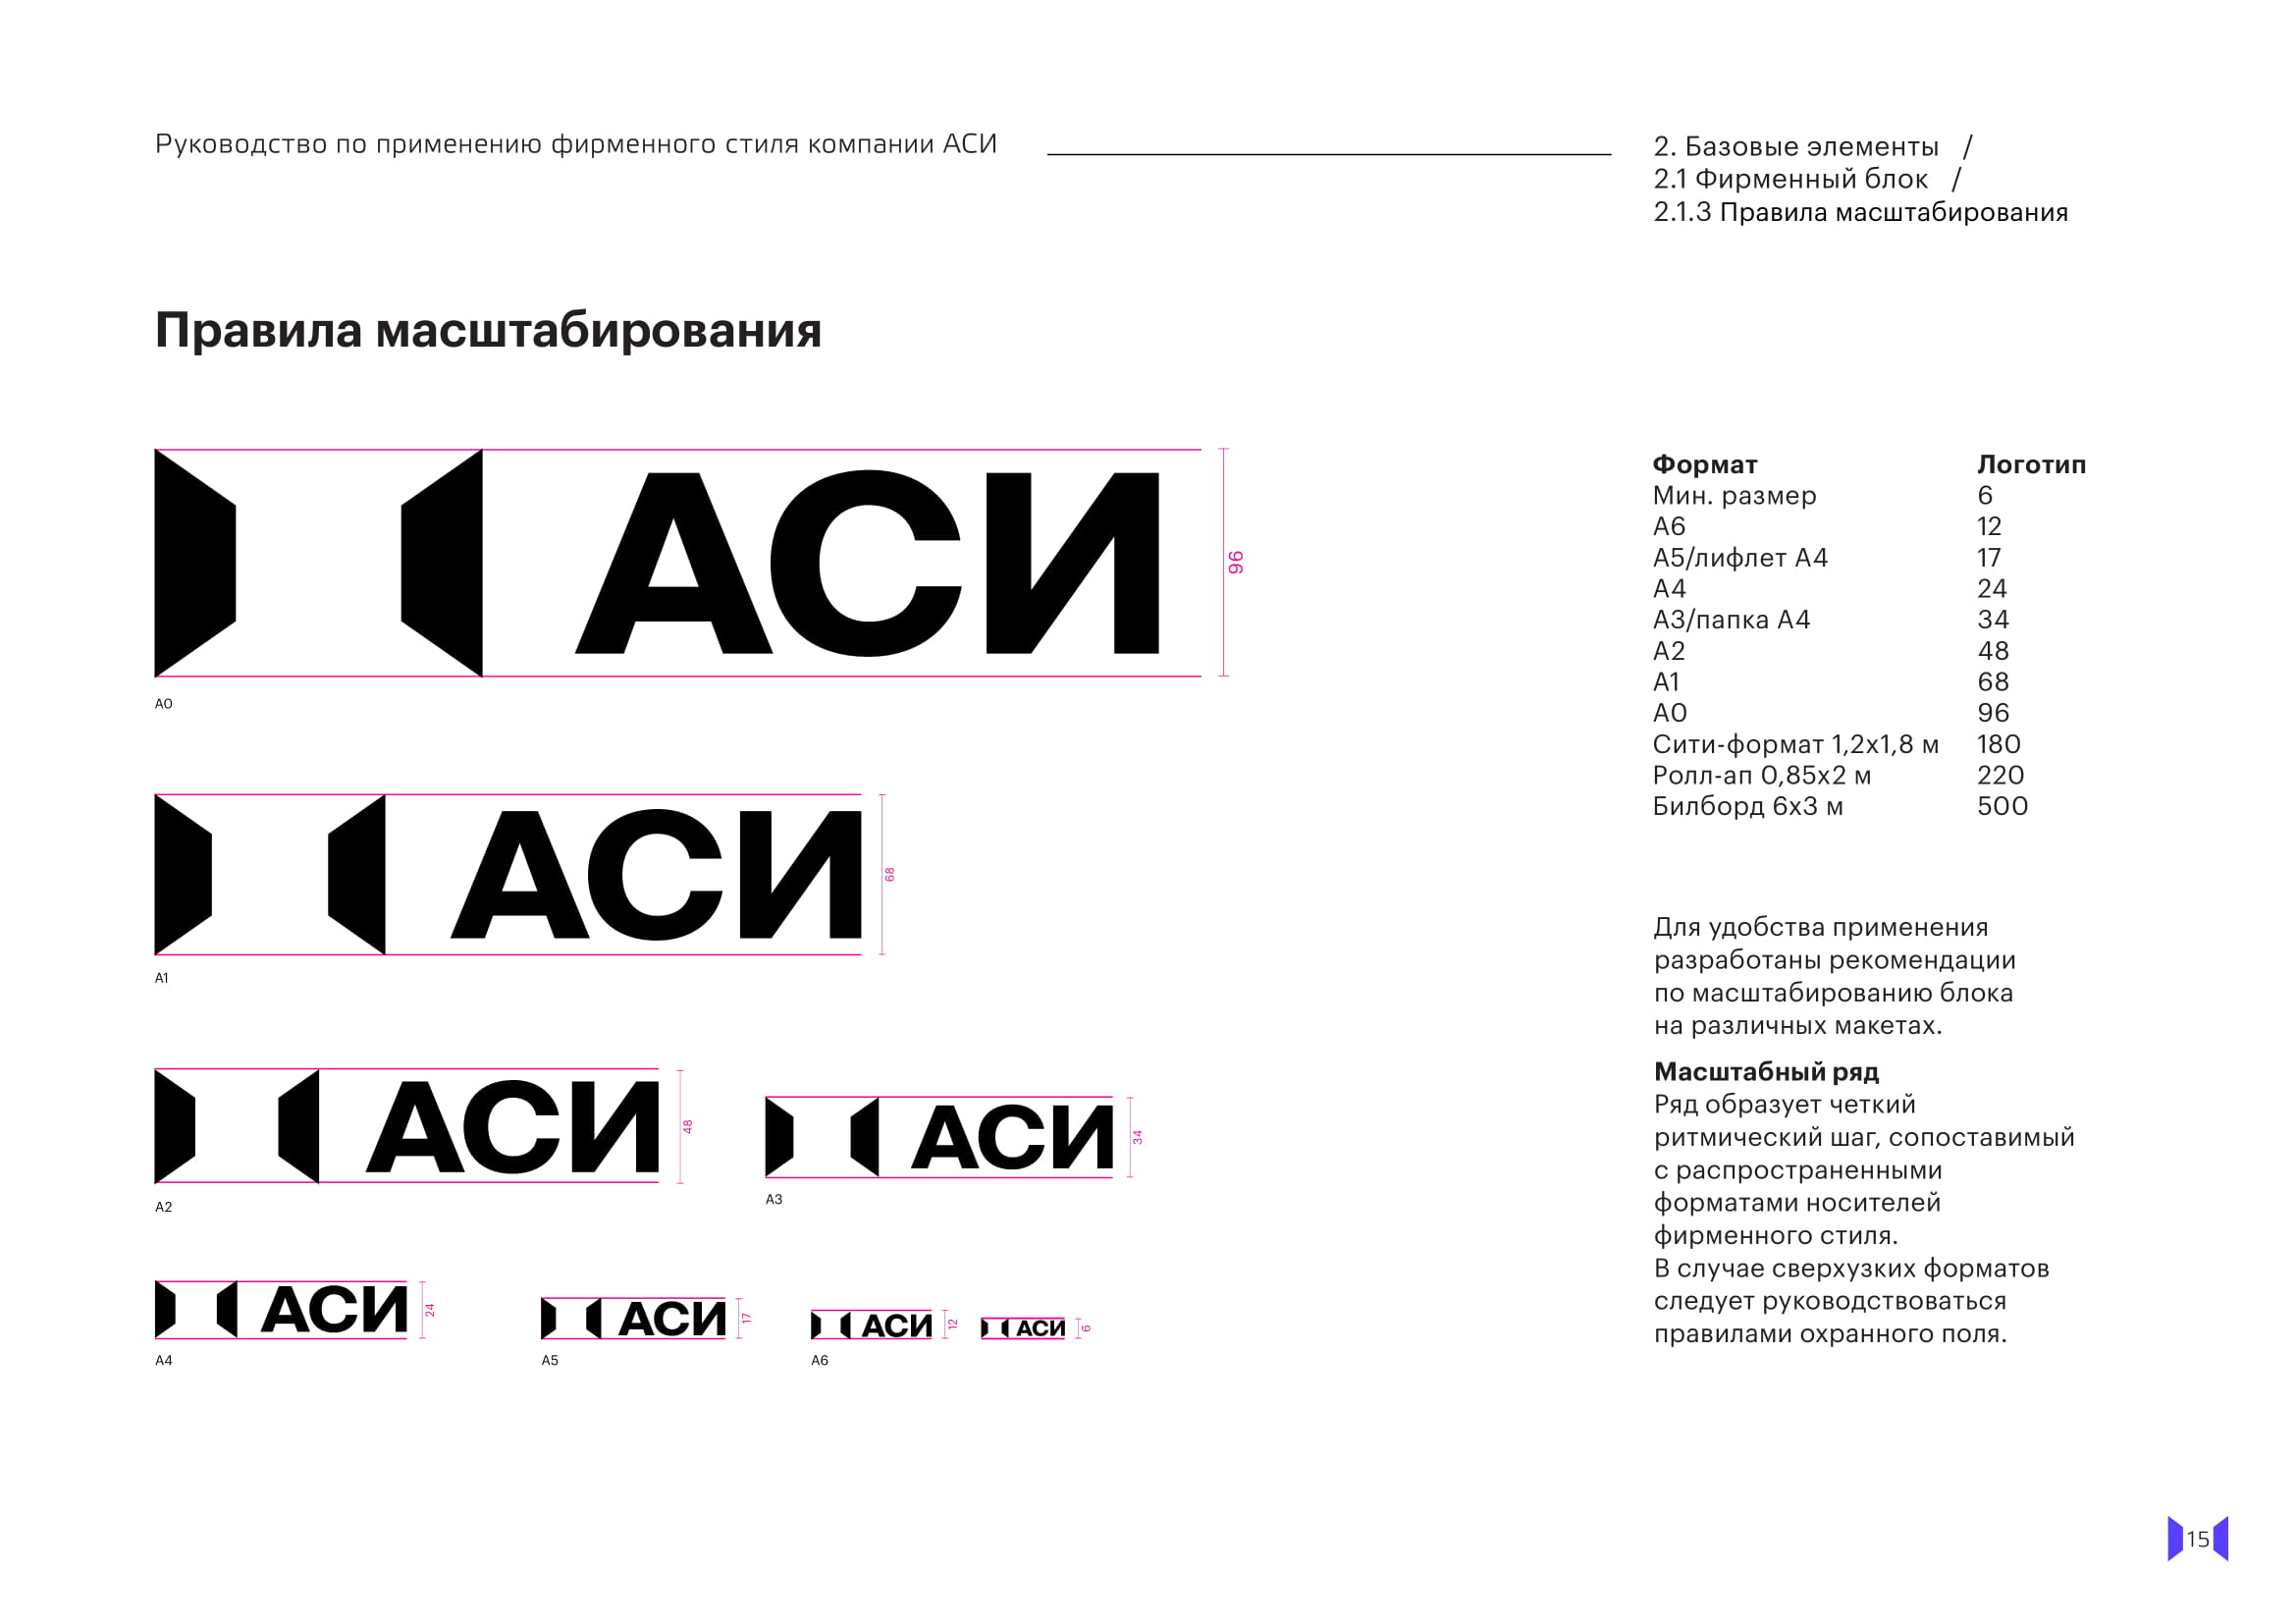 Руководство по применению фирменного стиля компании АСИ
2. Базовые элементы /
2.1 Фирменный блок /
2.1.3 Правила масштабирования
Правила масштабирования
АСИ
96
А0
АСИ
68
А1
АСИ
48
А2
АСИ
34
А3
АСИ
24
А4
АСИ
17
А5
АСИ
12
А6
АСИ
6
Формат Логотип
Мин. размер 6
А6 12
А5/лифлет А4 17
А4 24
А3/папка А4 34
А2 48
А1 68
А0 96
Сити-формат 1,2х1,8 м 180
Ролл-ап 0,85х2 м 220
Билборд 6х3 м 500
Для удобства применения
разработаны рекомендации
по масштабированию блока
на различных макетах.
Масштабный ряд
Ряд образует четкий
ритмический шаг, сопоставимый
с распространенными
форматами носителей
фирменного стиля.
В случае сверхузких форматов
следует руководствоваться
правилами охранного поля.
15